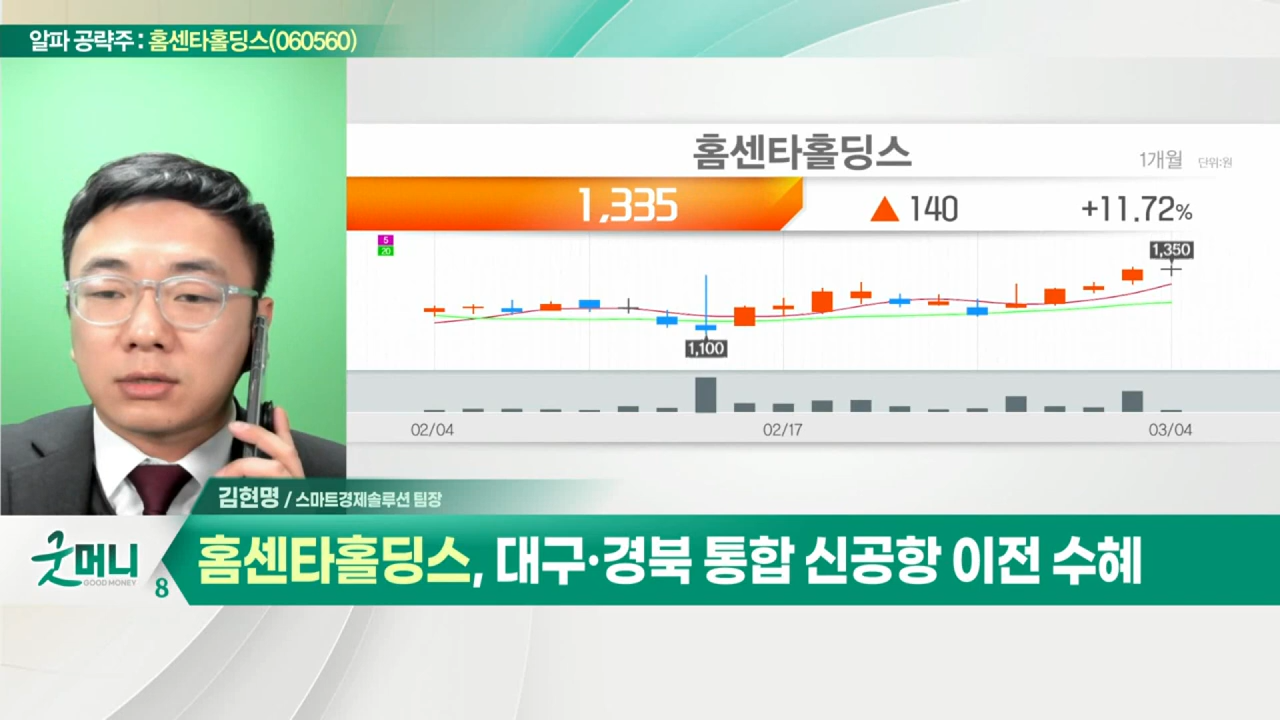 알파 공략주 : 홈센타홀딩스(060560)
홈센타홀딩스
1개월 단위:원
1,335 ▲ 140 +11.72%
5
20
1,350
1,100
02/04 02/17 03/04
김현명 / 스마트경제솔루션 팀장
굿머니 GOOD MONEY 8
홈센타홀딩스, 대구·경북 통합 신공항 이전 수혜